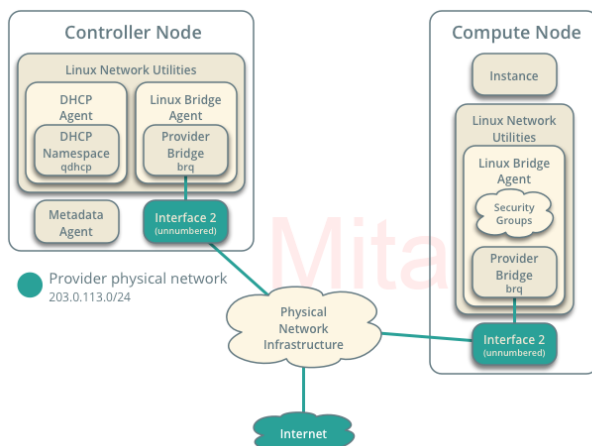 Controller Node
Linux Network Utilities
DHCP
Agent
DHCP
Namespace
qdhcp
Linux Bridge
Agent
Provider
Bridge
brq
Metadata
Agent
Interface 2
(unnumbered)
Provider physical network
203.0.113.0/24
Compute Node
Instance
Linux Network
Utilities
Linux Bridge
Agent
Security
Groups
Provider
Bridge
brq
Interface 2
(unnumbered)
Physical
Network
Infrastructure
Internet
Mita